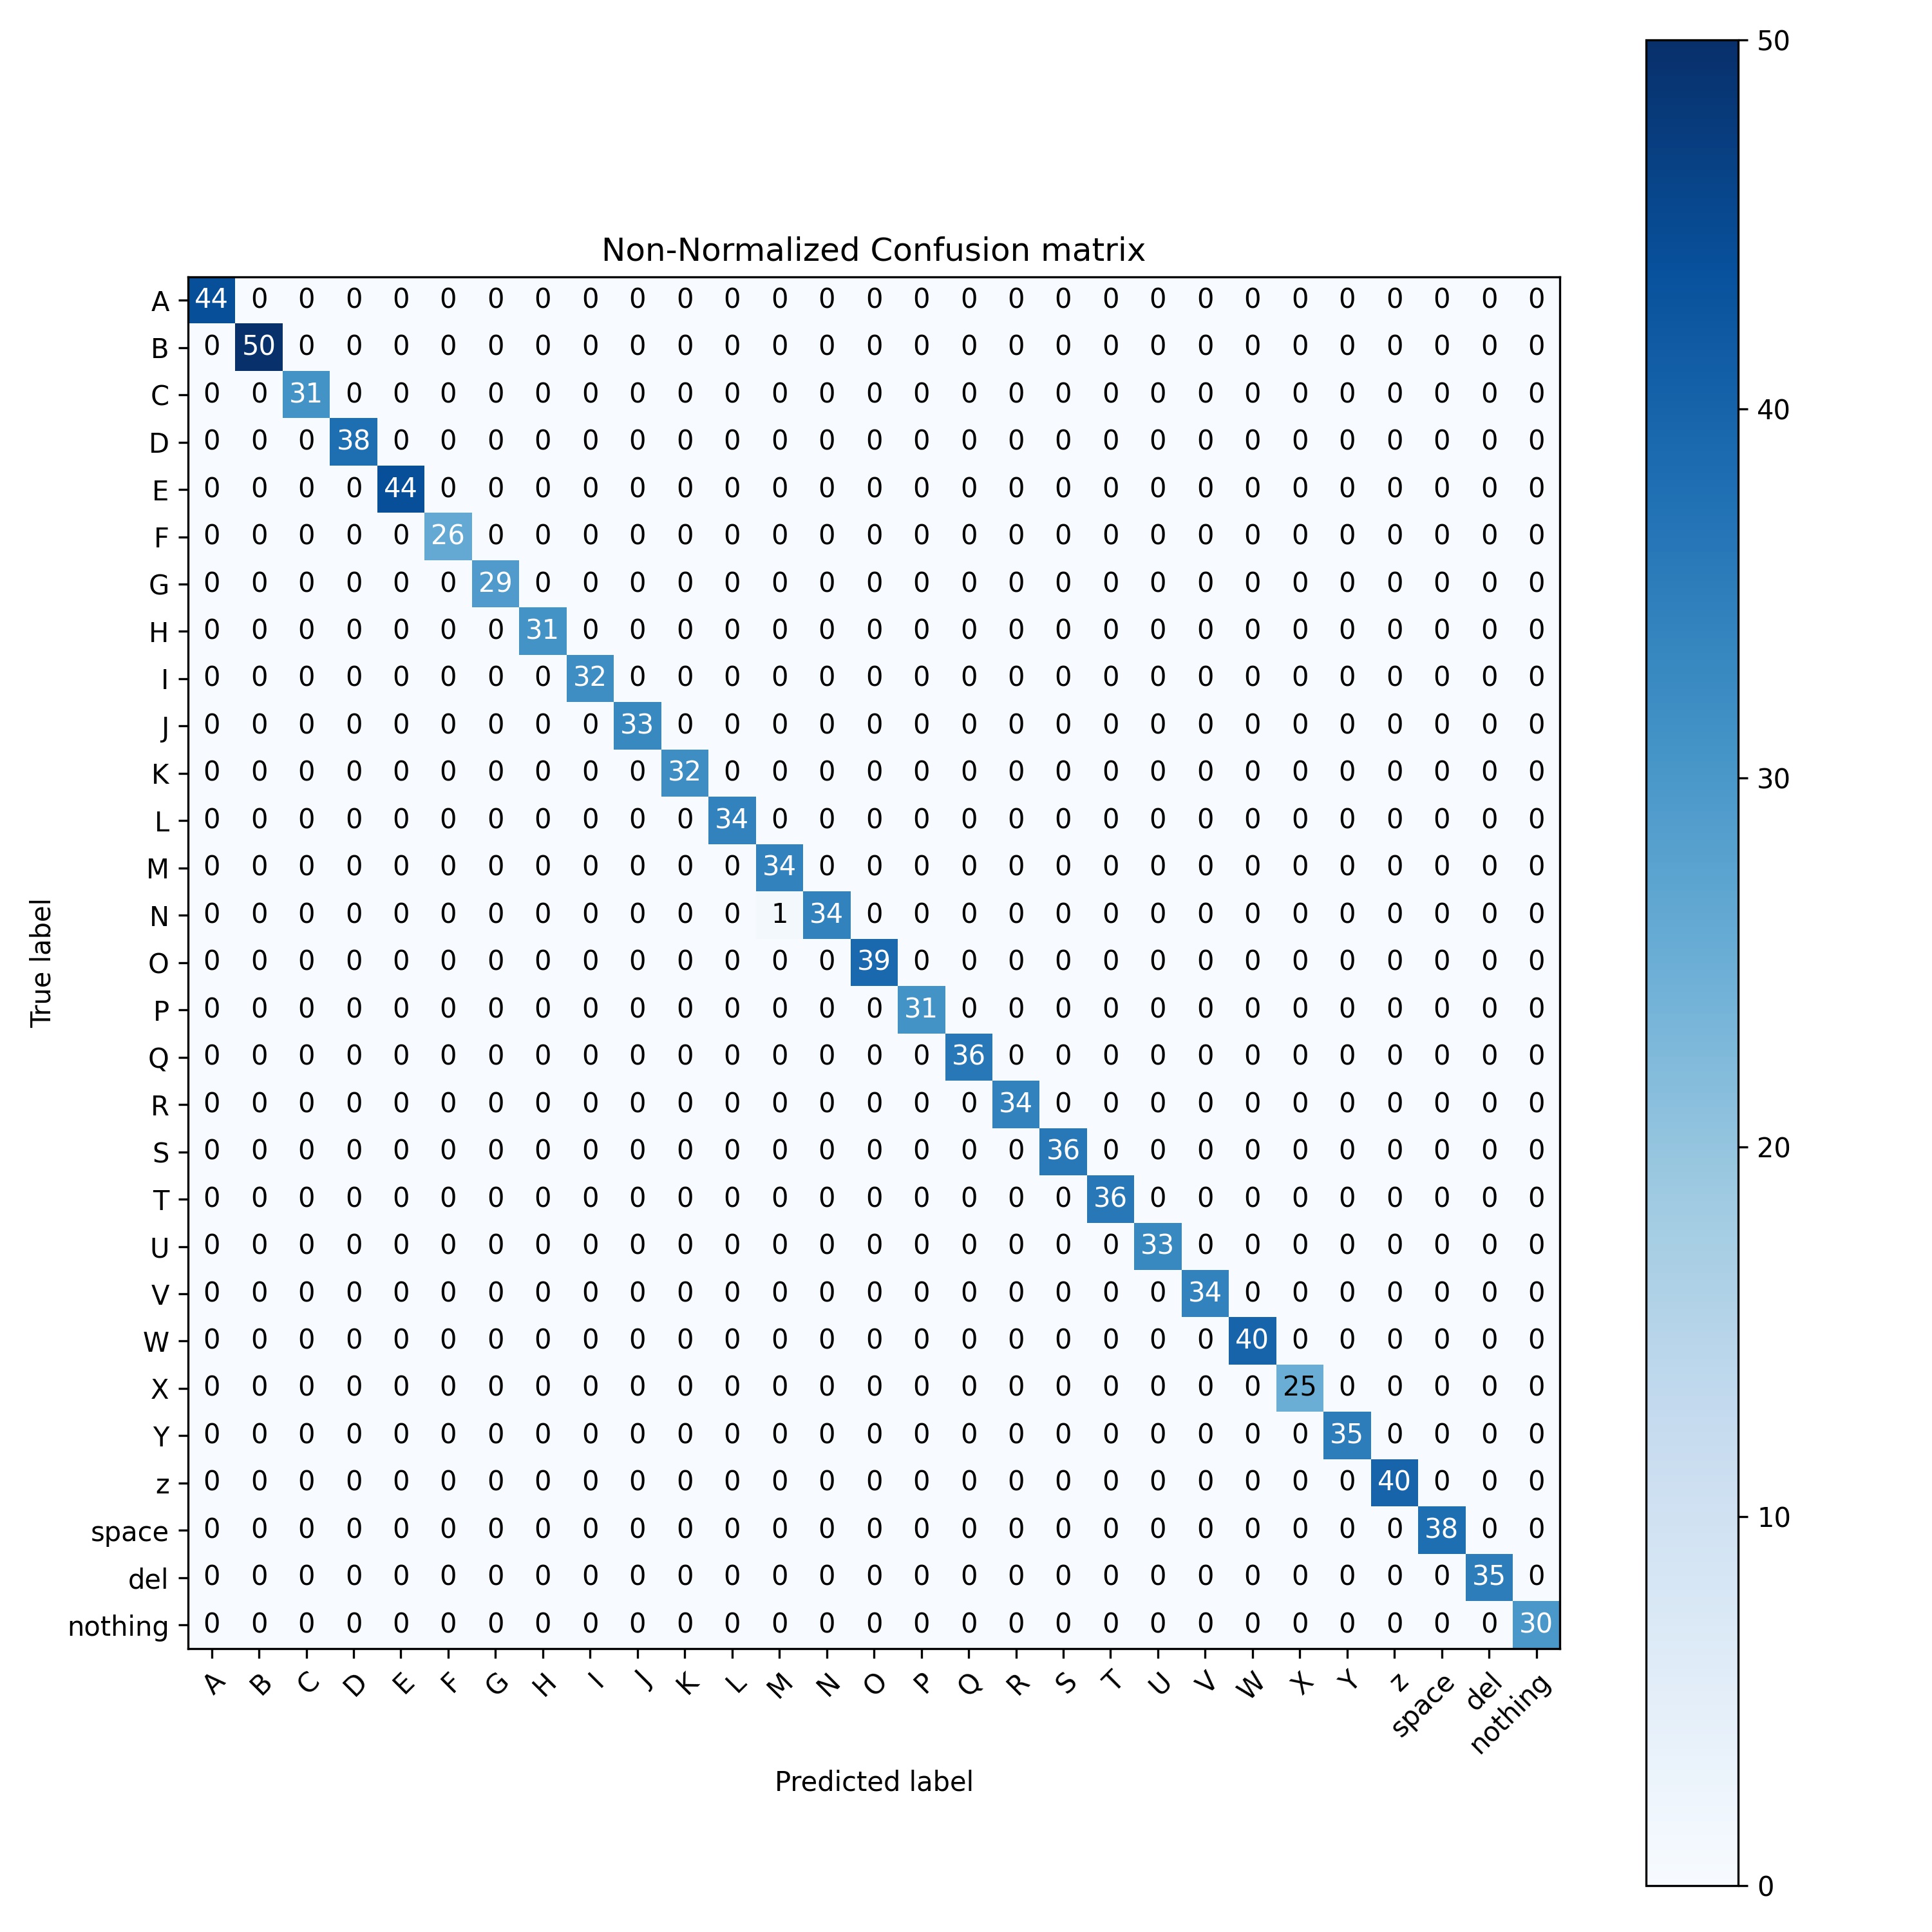 Non-Normalized Confusion matrix
A 44 0 0 0 0 0 0 0 0 0 0 0 0 0 0 0 0 0 0 0 0 0 0 0 0 0 0 0 0
B 0 50 0 0 0 0 0 0 0 0 0 0 0 0 0 0 0 0 0 0 0 0 0 0 0 0 0 0 0
C 0 0 31 0 0 0 0 0 0 0 0 0 0 0 0 0 0 0 0 0 0 0 0 0 0 0 0 0 0
D 0 0 0 38 0 0 0 0 0 0 0 0 0 0 0 0 0 0 0 0 0 0 0 0 0 0 0 0 0
E 0 0 0 0 44 0 0 0 0 0 0 0 0 0 0 0 0 0 0 0 0 0 0 0 0 0 0 0 0
F 0 0 0 0 0 26 0 0 0 0 0 0 0 0 0 0 0 0 0 0 0 0 0 0 0 0 0 0 0
G 0 0 0 0 0 0 29 0 0 0 0 0 0 0 0 0 0 0 0 0 0 0 0 0 0 0 0 0 0
H 0 0 0 0 0 0 0 31 0 0 0 0 0 0 0 0 0 0 0 0 0 0 0 0 0 0 0 0 0
I 0 0 0 0 0 0 0 0 32 0 0 0 0 0 0 0 0 0 0 0 0 0 0 0 0 0 0 0 0
J 0 0 0 0 0 0 0 0 0 33 0 0 0 0 0 0 0 0 0 0 0 0 0 0 0 0 0 0 0
K 0 0 0 0 0 0 0 0 0 0 32 0 0 0 0 0 0 0 0 0 0 0 0 0 0 0 0 0 0
L 0 0 0 0 0 0 0 0 0 0 0 34 0 0 0 0 0 0 0 0 0 0 0 0 0 0 0 0 0
M 0 0 0 0 0 0 0 0 0 0 0 0 34 0 0 0 0 0 0 0 0 0 0 0 0 0 0 0 0
N 0 0 0 0 0 0 0 0 0 0 0 0 1 34 0 0 0 0 0 0 0 0 0 0 0 0 0 0 0
O 0 0 0 0 0 0 0 0 0 0 0 0 0 0 39 0 0 0 0 0 0 0 0 0 0 0 0 0 0
P 0 0 0 0 0 0 0 0 0 0 0 0 0 0 0 31 0 0 0 0 0 0 0 0 0 0 0 0 0
Q 0 0 0 0 0 0 0 0 0 0 0 0 0 0 0 0 36 0 0 0 0 0 0 0 0 0 0 0 0
R 0 0 0 0 0 0 0 0 0 0 0 0 0 0 0 0 0 34 0 0 0 0 0 0 0 0 0 0 0
S 0 0 0 0 0 0 0 0 0 0 0 0 0 0 0 0 0 0 36 0 0 0 0 0 0 0 0 0 0
T 0 0 0 0 0 0 0 0 0 0 0 0 0 0 0 0 0 0 0 36 0 0 0 0 0 0 0 0 0
U 0 0 0 0 0 0 0 0 0 0 0 0 0 0 0 0 0 0 0 0 33 0 0 0 0 0 0 0 0
V 0 0 0 0 0 0 0 0 0 0 0 0 0 0 0 0 0 0 0 0 0 34 0 0 0 0 0 0 0
W 0 0 0 0 0 0 0 0 0 0 0 0 0 0 0 0 0 0 0 0 0 0 40 0 0 0 0 0 0
X 0 0 0 0 0 0 0 0 0 0 0 0 0 0 0 0 0 0 0 0 0 0 0 25 0 0 0 0 0
Y 0 0 0 0 0 0 0 0 0 0 0 0 0 0 0 0 0 0 0 0 0 0 0 0 35 0 0 0 0
z 0 0 0 0 0 0 0 0 0 0 0 0 0 0 0 0 0 0 0 0 0 0 0 0 0 40 0 0 0
space 0 0 0 0 0 0 0 0 0 0 0 0 0 0 0 0 0 0 0 0 0 0 0 0 0 0 38 0 0
del 0 0 0 0 0 0 0 0 0 0 0 0 0 0 0 0 0 0 0 0 0 0 0 0 0 0 0 35 0
nothing 0 0 0 0 0 0 0 0 0 0 0 0 0 0 0 0 0 0 0 0 0 0 0 0 0 0 0 0 30
A B C D E F G H I J K L M N O P Q R S T U V W X Y z space del nothing
Predicted label
True label
50
40
30
20
10
0